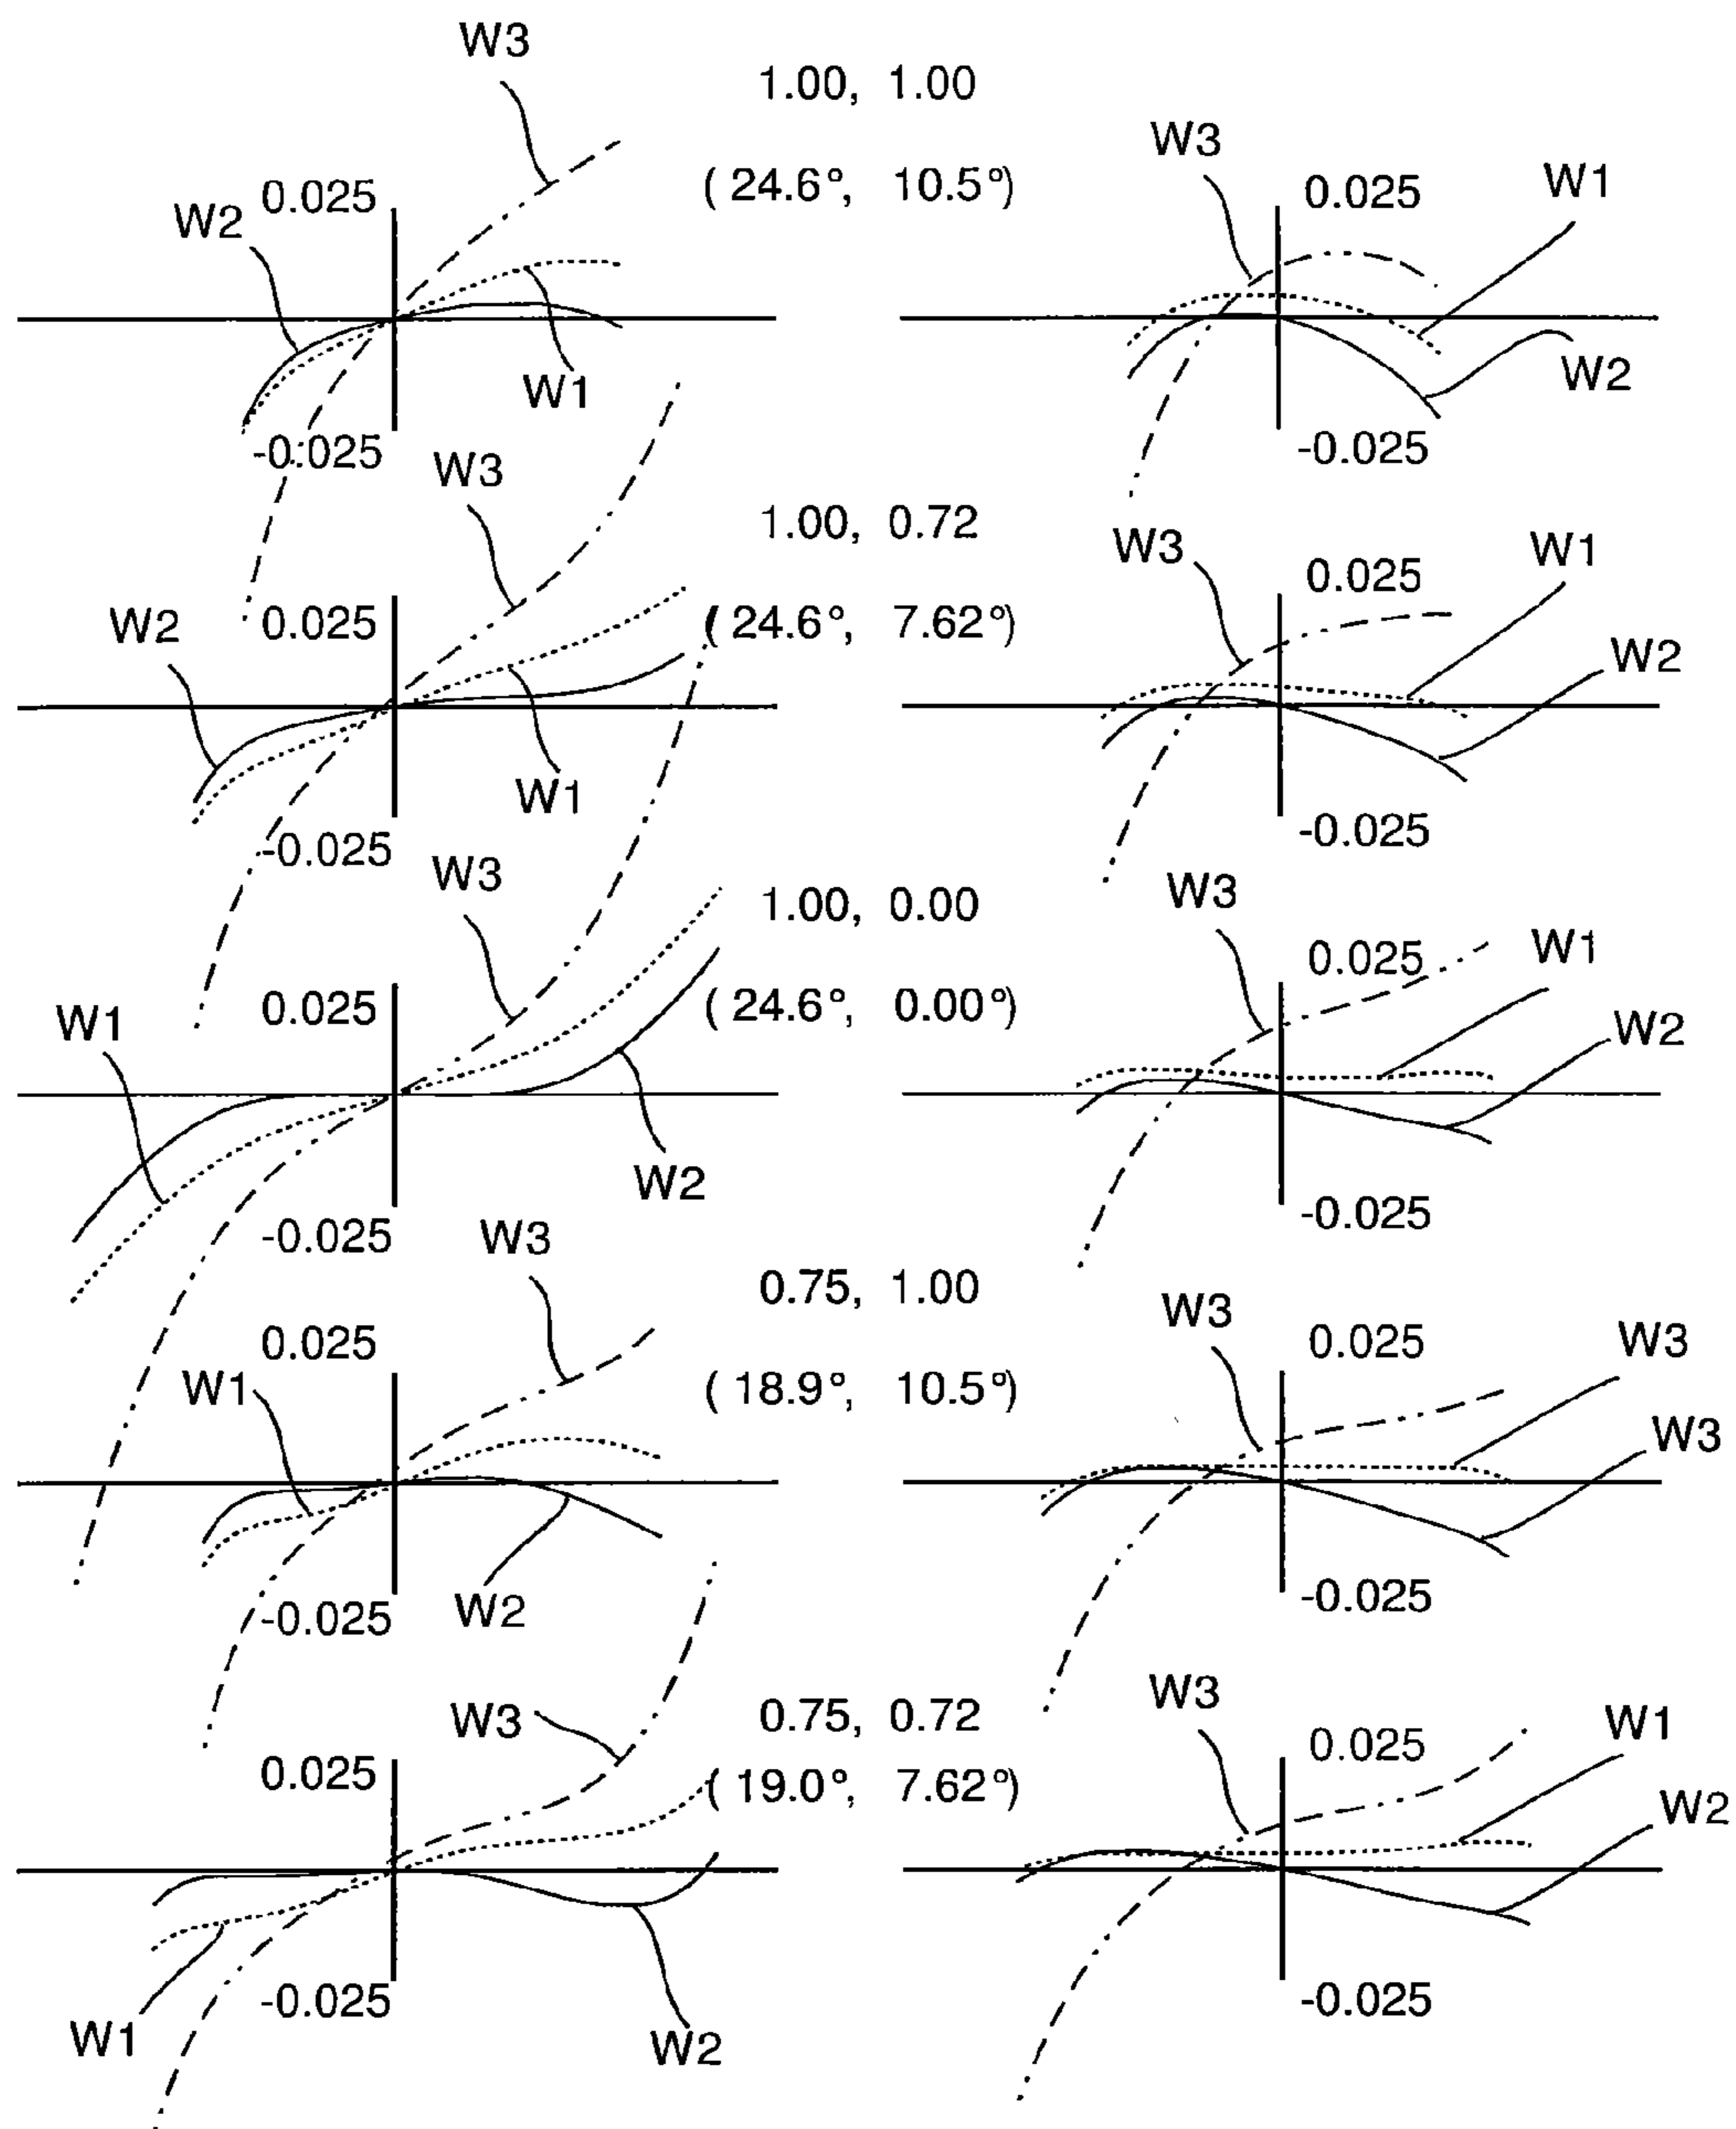 W3
1.00, 1.00
W3
(24.6°, 10.5°)
W2
0.025
0.025
W1
W1
W2
-0.025
-0.025
W3
1.00, 0.72
W3
W1
0.025
W2
0.025
(24.6°, 7.62°)
W2
W1
-0.025
-0.025
W3
1.00, 0.00
W3
0.025
W1
W1
0.025
(24.6°, 0.00°)
W2
W2
-0.025
-0.025
W3
0.75, 1.00
W3
0.025
0.025
W3
W1
(18.9°, 10.5°)
W3
W2
-0.025
-0.025
W3
0.75, 0.72
W3
0.025
W1
0.025
(19.0°, 7.62°)
W2
-0.025
-0.025
W1
W2